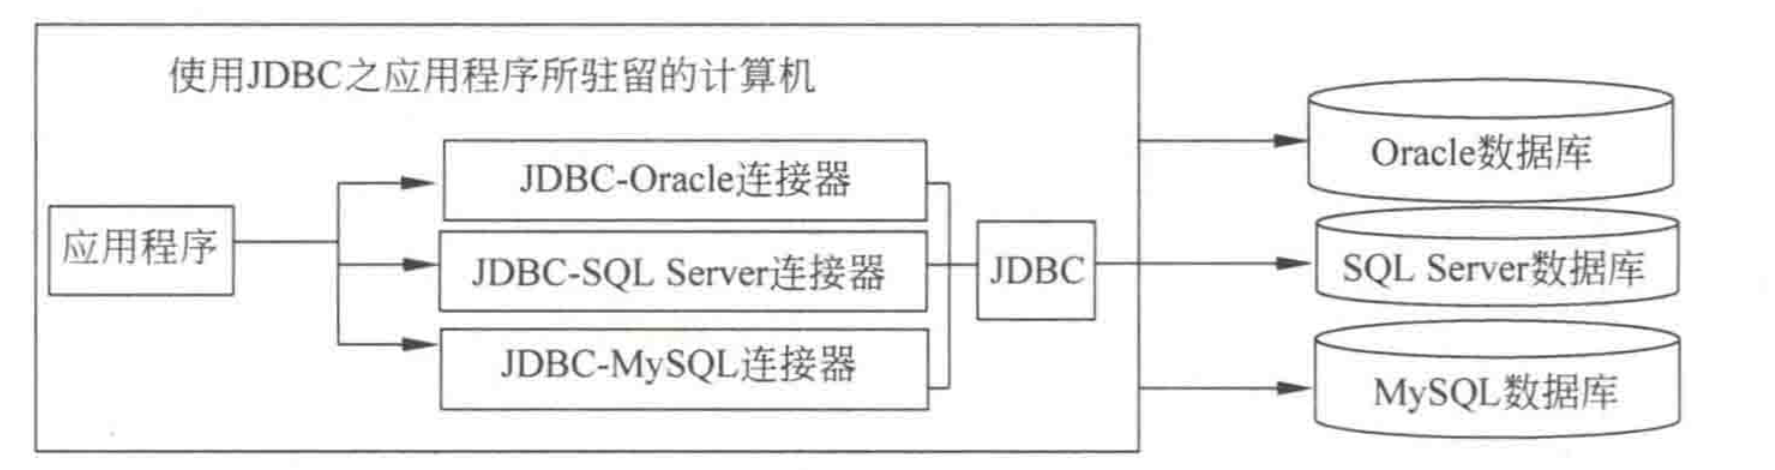 使用JDBC之应用程序所驻留的计算机
应用程序
JDBC-Oracle连接器
JDBC-SQL Server连接器
JDBC-MySQL连接器
JDBC
Oracle数据库
SQL Server数据库
MySQL数据库